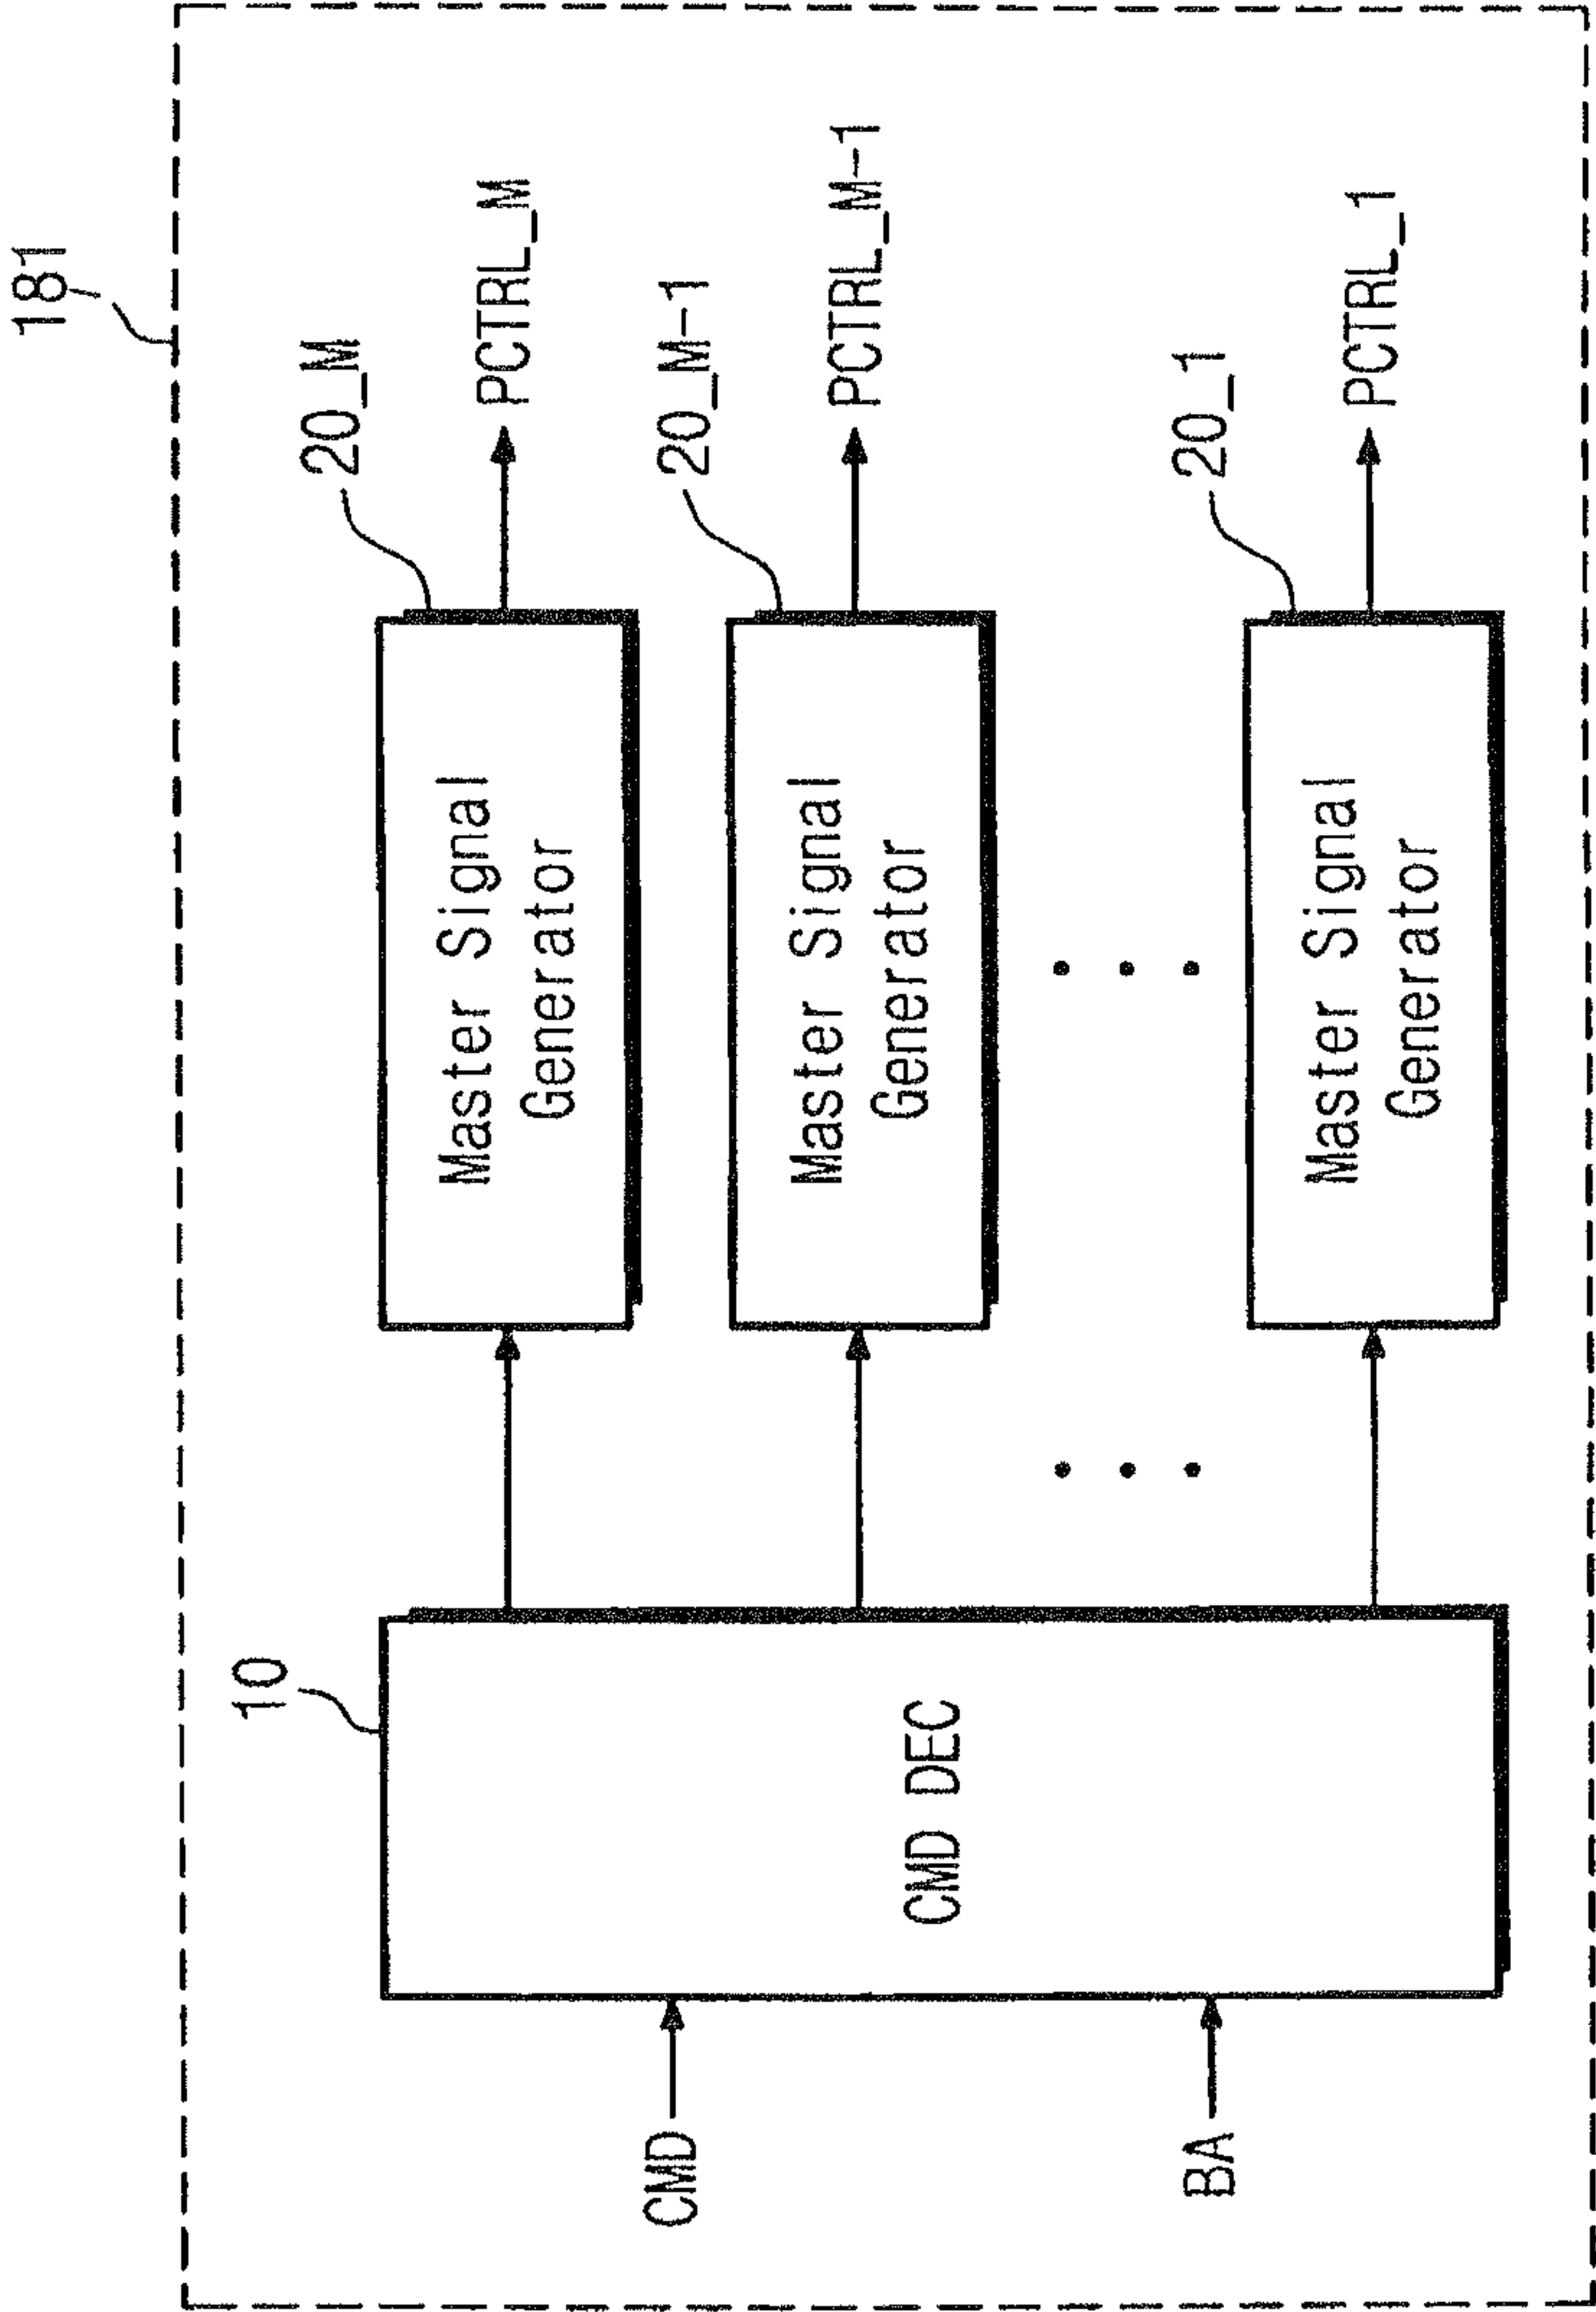 181
10
CMD
BA
CMD DEC
20_M
Master Signal
Generator
PCTRL_M
20_M-1
Master Signal
Generator
PCTRL_M-1
20_1
Master Signal
Generator
PCTRL_1